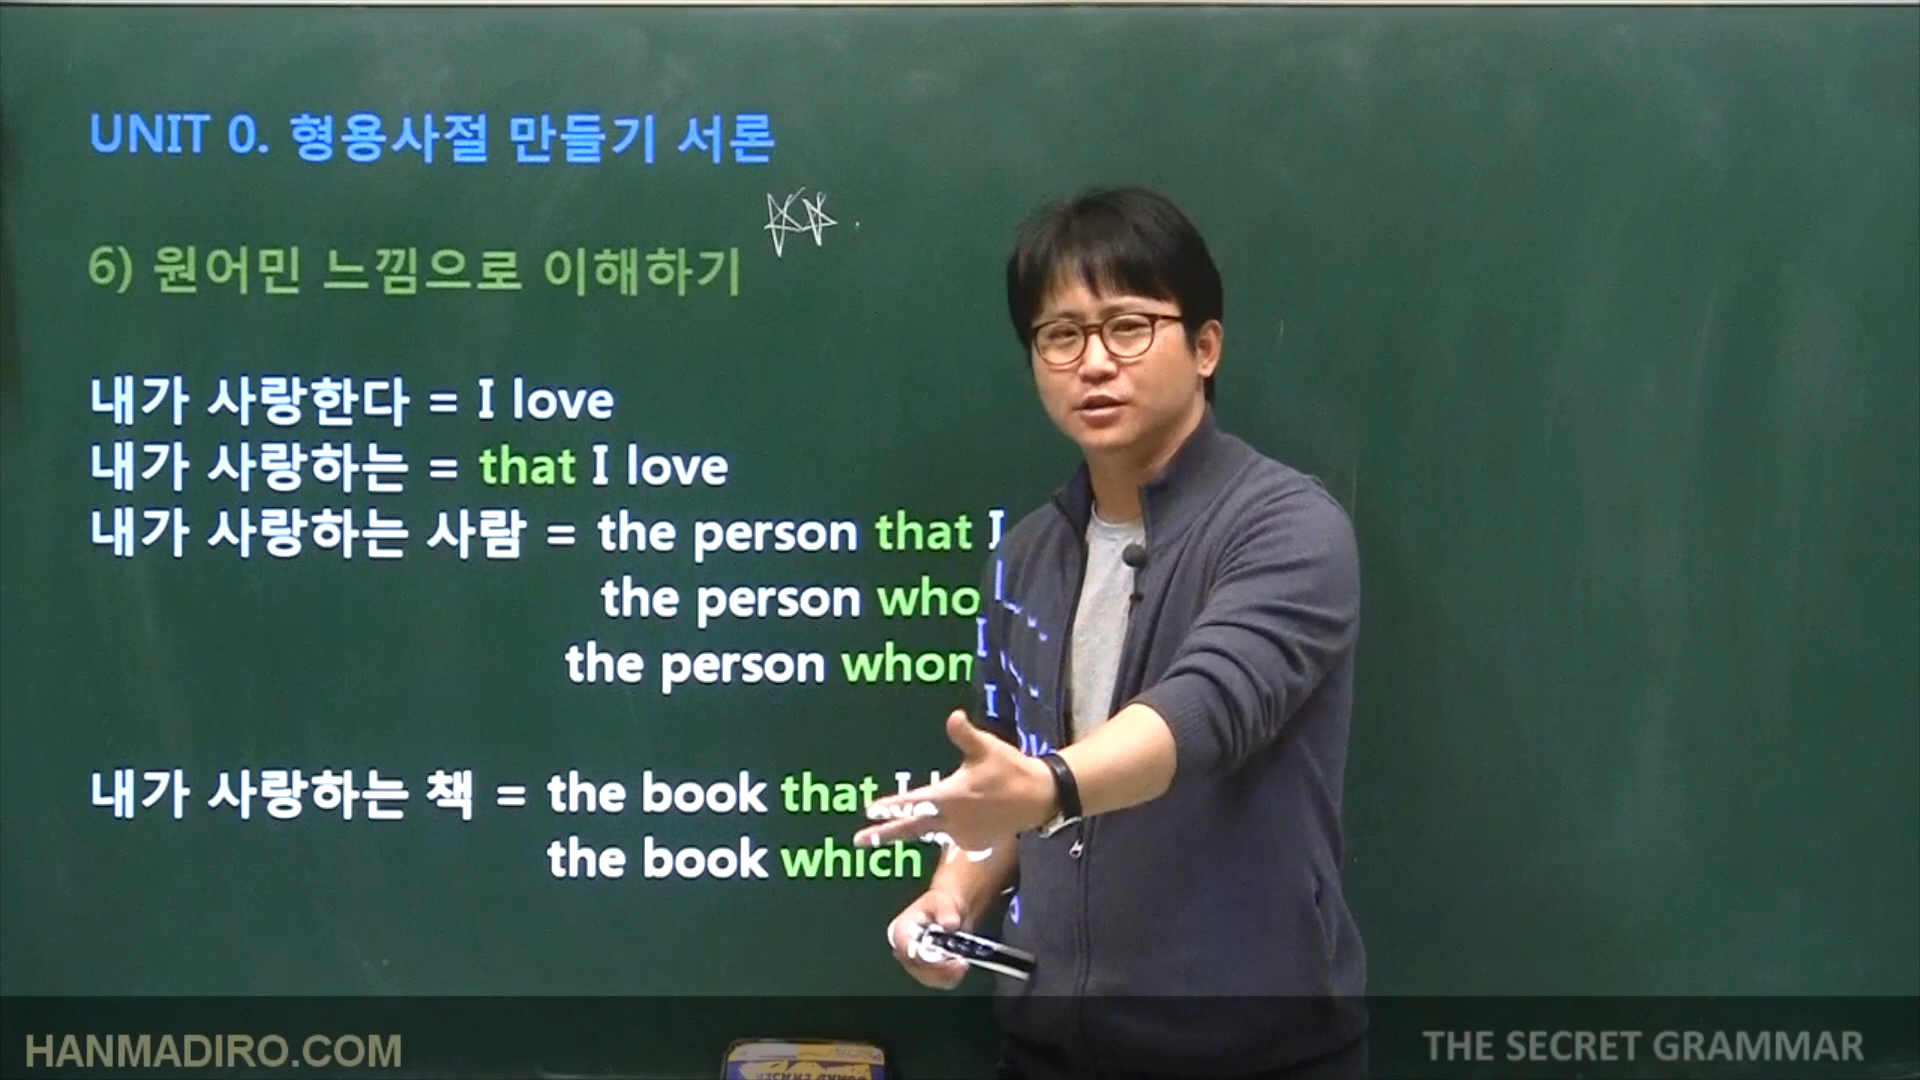 UNIT 0. 형용사절 만들기 서론
6) 원어민 느낌으로 이해하기
내가 사랑한다 = I love
내가 사랑하는 = that I love
내가 사랑하는 사람 = the person that I
the person who
the person whom
내가 사랑하는 책 = the book that I
the book which
HANMADIRO.COM
THE SECRET GRAMMAR